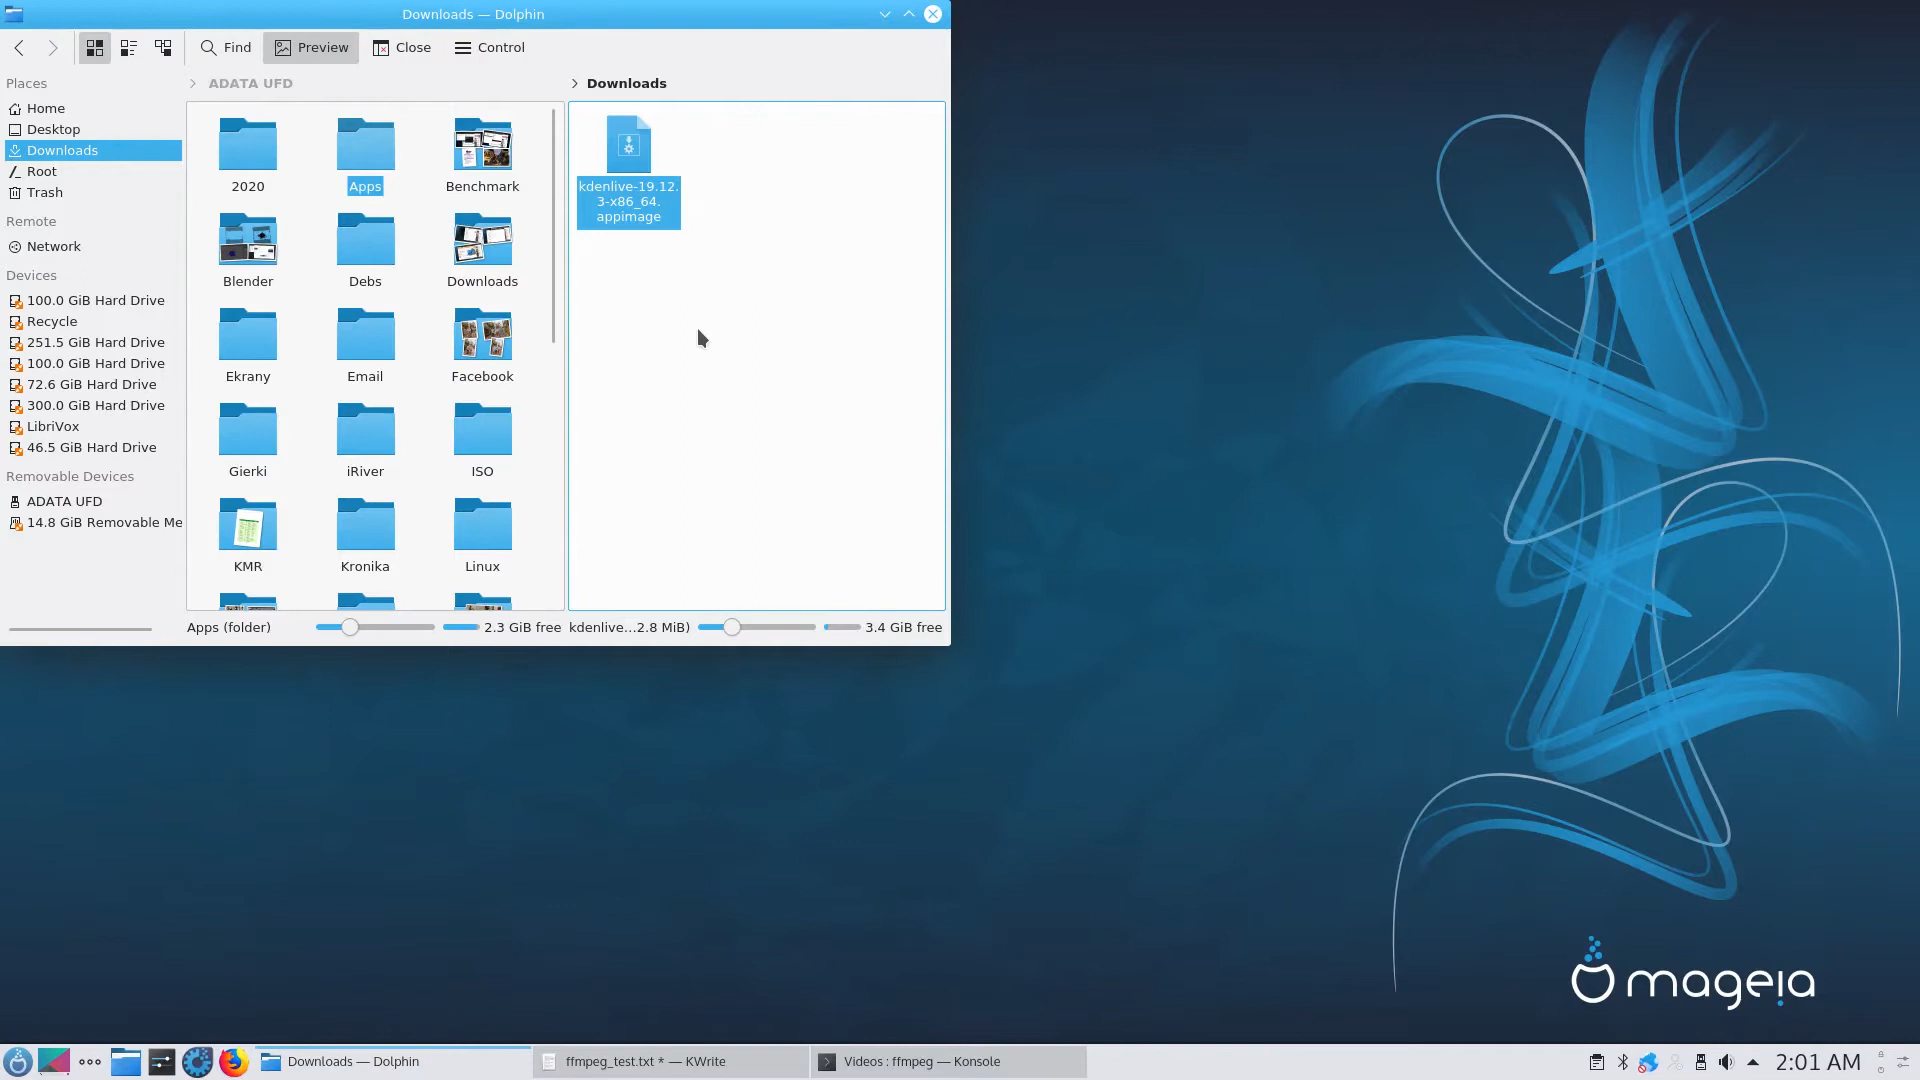 Downloads — Dolphin
Find
Preview
Close
Control
Places
Home
Desktop
Downloads
Root
Trash
Remote
Network
Devices
100.0 GiB Hard Drive
Recycle
251.5 GiB Hard Drive
100.0 GiB Hard Drive
72.6 GiB Hard Drive
300.0 GiB Hard Drive
LibriVox
46.5 GiB Hard Drive
Removable Devices
ADATA UFD
14.8 GiB Removable Me
ADATA UFD
2020 Apps Benchmark
Blender Debs Downloads
Ekrany Email Facebook
Gierki iRiver ISO
KMR Kronika Linux
Apps (folder) 2.3 GiB free
Downloads
kdenlive-19.12.
3-x86_64.
appimage
kdenlive...2.8 MiB) 3.4 GiB free
mageia
Downloads — Dolphin
ffmpeg_test.txt * — KWrite
Videos : ffmpeg — Konsole
2:01 AM